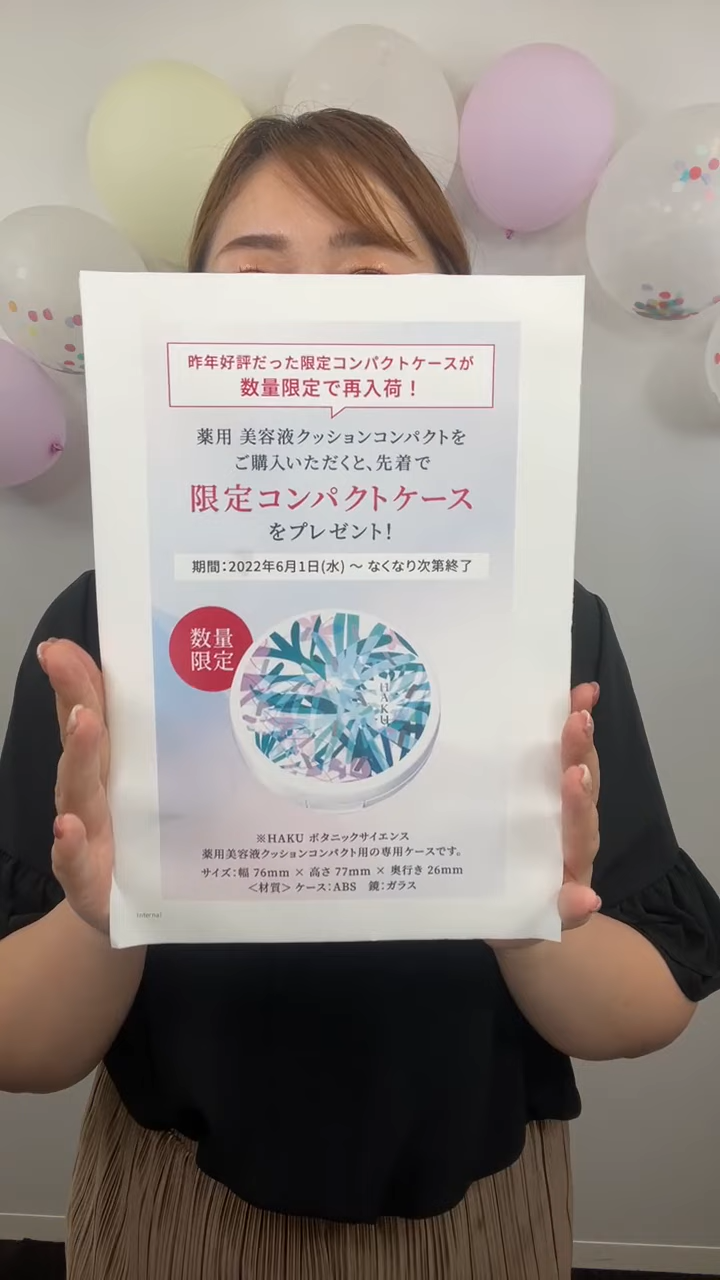 昨年好評だった限定コンパクトケースが
数量限定で再入荷！
薬用 美容液クッションコンパクトを
ご購入いただくと、先着で
限定コンパクトケース
をプレゼント！
期間：2022年6月1日(水) ～ なくなり次第終了
数量
限定
HAKU
※HAKU ボタニックサイエンス
薬用美容液クッションコンパクト用の専用ケースです。
サイズ：幅 76mm × 高さ 77mm × 奥行き 26mm
＜材質＞ケース：ABS 鏡：ガラス
Internal